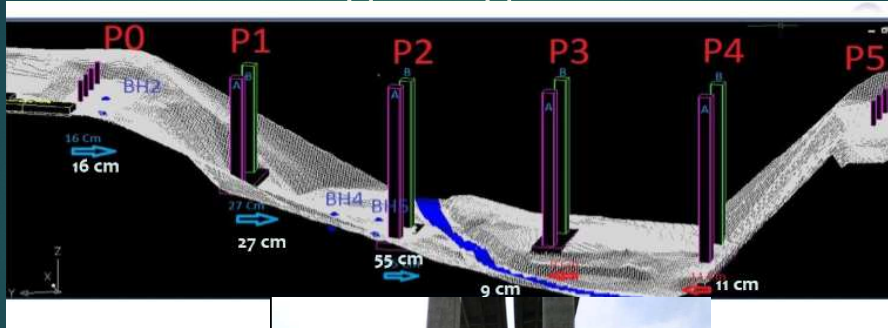 P0 P1 P2 P3 P4 P5
B B B B
A A A A
BH2
16 Cm
16 cm
27 Cm
27 cm
BH4
BH5
55 cm
9 cm
11 cm
Z
X
Y